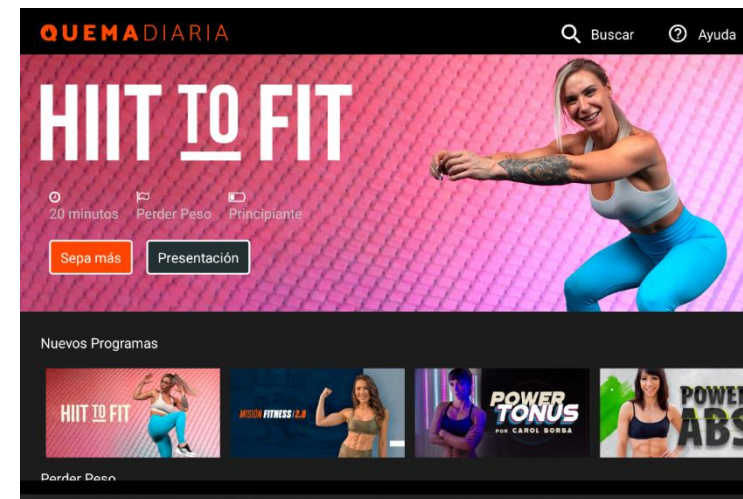 QUEMADIARIA
Buscar
Ayuda
HIIT TO FIT
20 minutos
Perder Peso
Principiante
Sepa más
Presentación
Nuevos Programas
HIIT TO FIT
MISIÓN FITNESS 2.0
POWER
TONUS
POR CAROL BORBA
POWER
ABS
Perder Peso